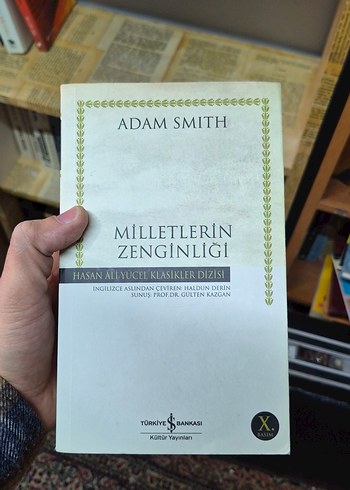 ADAM SMITH
MİLLETLERİN
ZENGİNLİĞİ
HASAN ÂLİ YÜCEL KLASİKLER DİZİSİ
İNGİLİZCE ASLINDAN ÇEVİREN: HALDUN DERİN
SUNUŞ: PROF. DR. GÜLTEN KAZGAN
TÜRKİYE İŞ BANKASI
Kültür Yayınları
X.
BASIM